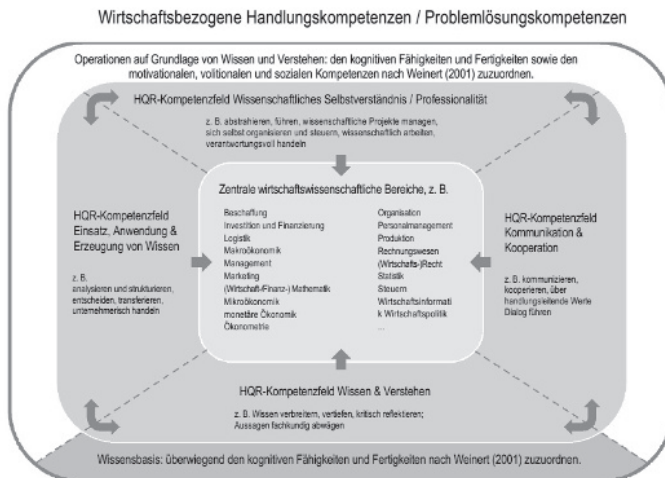 Wirtschaftsbezogene Handlungskompetenzen / Problemlösungskompetenzen
Operationen auf Grundlage von Wissen und Verstehen: den kognitiven Fähigkeiten und Fertigkeiten sowie den
motivationalen, volitionalen und sozialen Kompetenzen nach Weinert (2001) zuzuordnen.
HQR-Kompetenzfeld Wissenschaftliches Selbstverständnis / Professionalität
z. B. abstrahieren, führen, wissenschaftliche Projekte managen,
sich selbst organisieren und steuern, wissenschaftlich arbeiten,
verantwortungsvoll handeln
HQR-Kompetenzfeld
Einsatz, Anwendung &
Erzeugung von Wissen
z. B.
analysieren und strukturieren,
entscheiden, transferieren,
unternehmerisch handeln
Zentrale wirtschaftswissenschaftliche Bereiche, z. B.
Beschaffung
Investition und Finanzierung
Logistik
Makroökonomik
Management
Marketing
(Wirtschaft-/Finanz-) Mathematik
Mikroökonomik
monetäre Ökonomik
Ökonometrie
Organisation
Personalmanagement
Produktion
Rechnungswesen
(Wirtschafts-)Recht
Statistik
Steuern
Wirtschaftsinformati
k Wirtschaftspolitik
...
HQR-Kompetenzfeld
Kommunikation &
Kooperation
z. B. kommunizieren,
kooperieren, über
handlungsleitende Werte
Dialog führen
HQR-Kompetenzfeld Wissen & Verstehen
z. B. Wissen verbreitern, vertiefen, kritisch reflektieren;
Aussagen fachkundig abwägen
Wissensbasis: überwiegend den kognitiven Fähigkeiten und Fertigkeiten nach Weinert (2001) zuzuordnen.